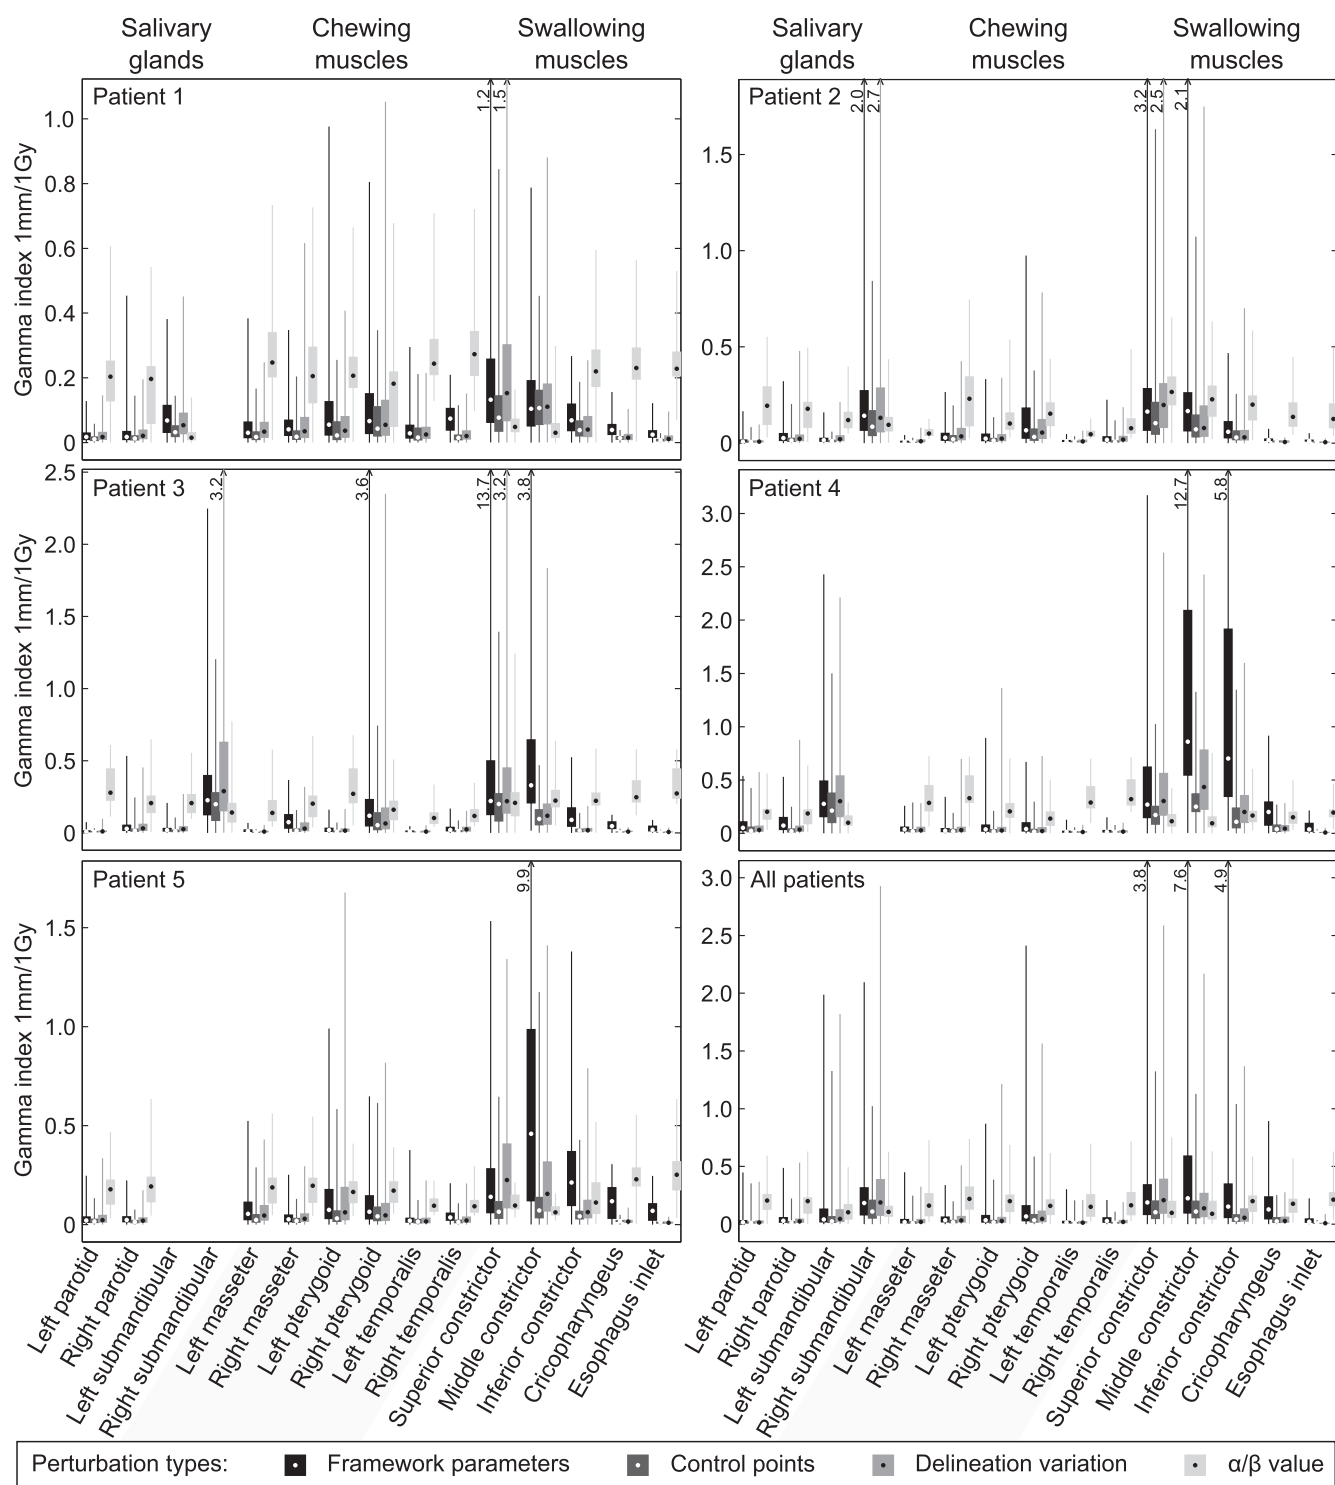 Salivary glands
Chewing muscles
Swallowing muscles
Salivary glands
Chewing muscles
Swallowing muscles
Patient 1
1.2
1.5
Gamma index 1mm/1Gy
1.0
0.8
0.6
0.4
0.2
0
Patient 2
2.0
2.7
3.2
2.5
2.1
1.5
1.0
0.5
0
Patient 3
3.2
3.6
13.7
3.2
3.8
Gamma index 1mm/1Gy
2.5
2.0
1.5
1.0
0.5
0
Patient 4
12.7
5.8
3.0
2.5
2.0
1.5
1.0
0.5
0
Patient 5
9.9
Gamma index 1mm/1Gy
1.5
1.0
0.5
0
All patients
3.8
7.6
4.9
3.0
2.5
2.0
1.5
1.0
0.5
0
Left parotid
Right parotid
Left submandibular
Right submandibular
Left masseter
Right masseter
Left pterygoid
Right pterygoid
Left temporalis
Right temporalis
Superior constrictor
Middle constrictor
Inferior constrictor
Cricopharyngeus
Esophagus inlet
Left parotid
Right parotid
Left submandibular
Right submandibular
Left masseter
Right masseter
Left pterygoid
Right pterygoid
Left temporalis
Right temporalis
Superior constrictor
Middle constrictor
Inferior constrictor
Cricopharyngeus
Esophagus inlet
Perturbation types: Framework parameters Control points Delineation variation α/β value